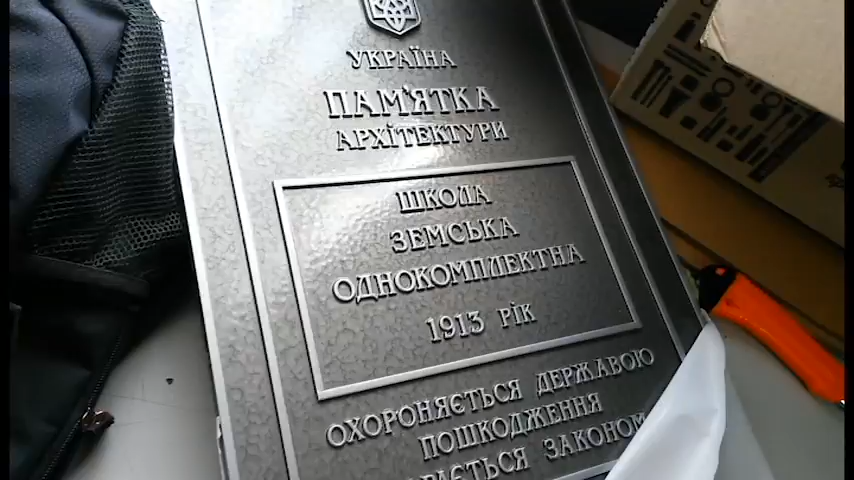 УКРАЇНА
ПАМ'ЯТКА
АРХІТЕКТУРИ
ШКОЛА
ЗЕМСЬКА
ОДНОКОМПЛЕКТНА
1913 РІК
ОХОРОНЯЄТЬСЯ ДЕРЖАВОЮ
ПОШКОДЖЕННЯ
ЗАКОНОМ